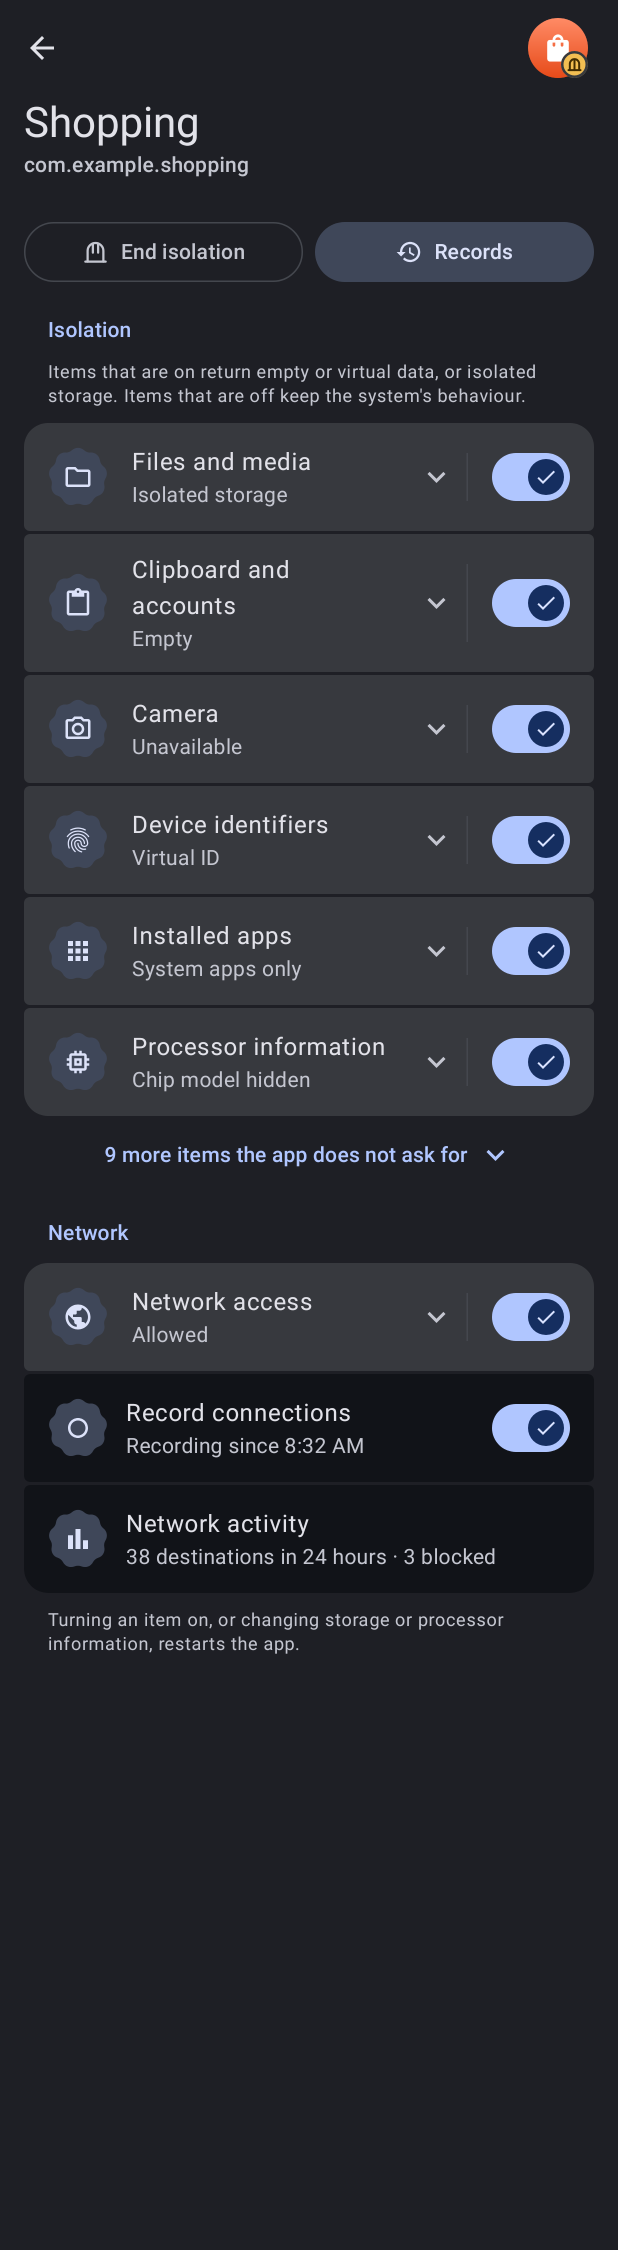 Shopping
com.example.shopping
End isolation
Records
Isolation
Items that are on return empty or virtual data, or isolated
storage. Items that are off keep the system's behaviour.
Files and media
Isolated storage
Clipboard and
accounts
Empty
Camera
Unavailable
Device identifiers
Virtual ID
Installed apps
System apps only
Processor information
Chip model hidden
9 more items the app does not ask for
Network
Network access
Allowed
Record connections
Recording since 8:32 AM
Network activity
38 destinations in 24 hours · 3 blocked
Turning an item on, or changing storage or processor
information, restarts the app.